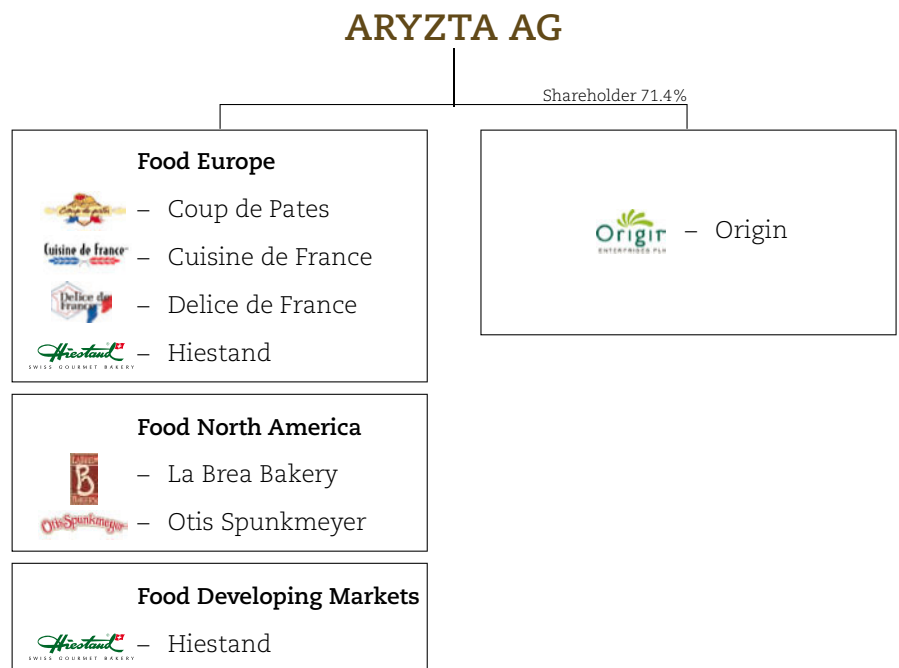 ARYZTA AG
Shareholder 71.4%
Food Europe
Coup de pates – Coup de Pates
Cuisine de France – Cuisine de France
Delice de France – Delice de France
Hiestand – Hiestand
SWISS GOURMET BAKERY
Food North America
LA BREA B BAKERY – La Brea Bakery
Otis Spunkmeyer – Otis Spunkmeyer
Food Developing Markets
Hiestand – Hiestand
SWISS GOURMET BAKERY
Origin – Origin
ENTERPRISES PLC